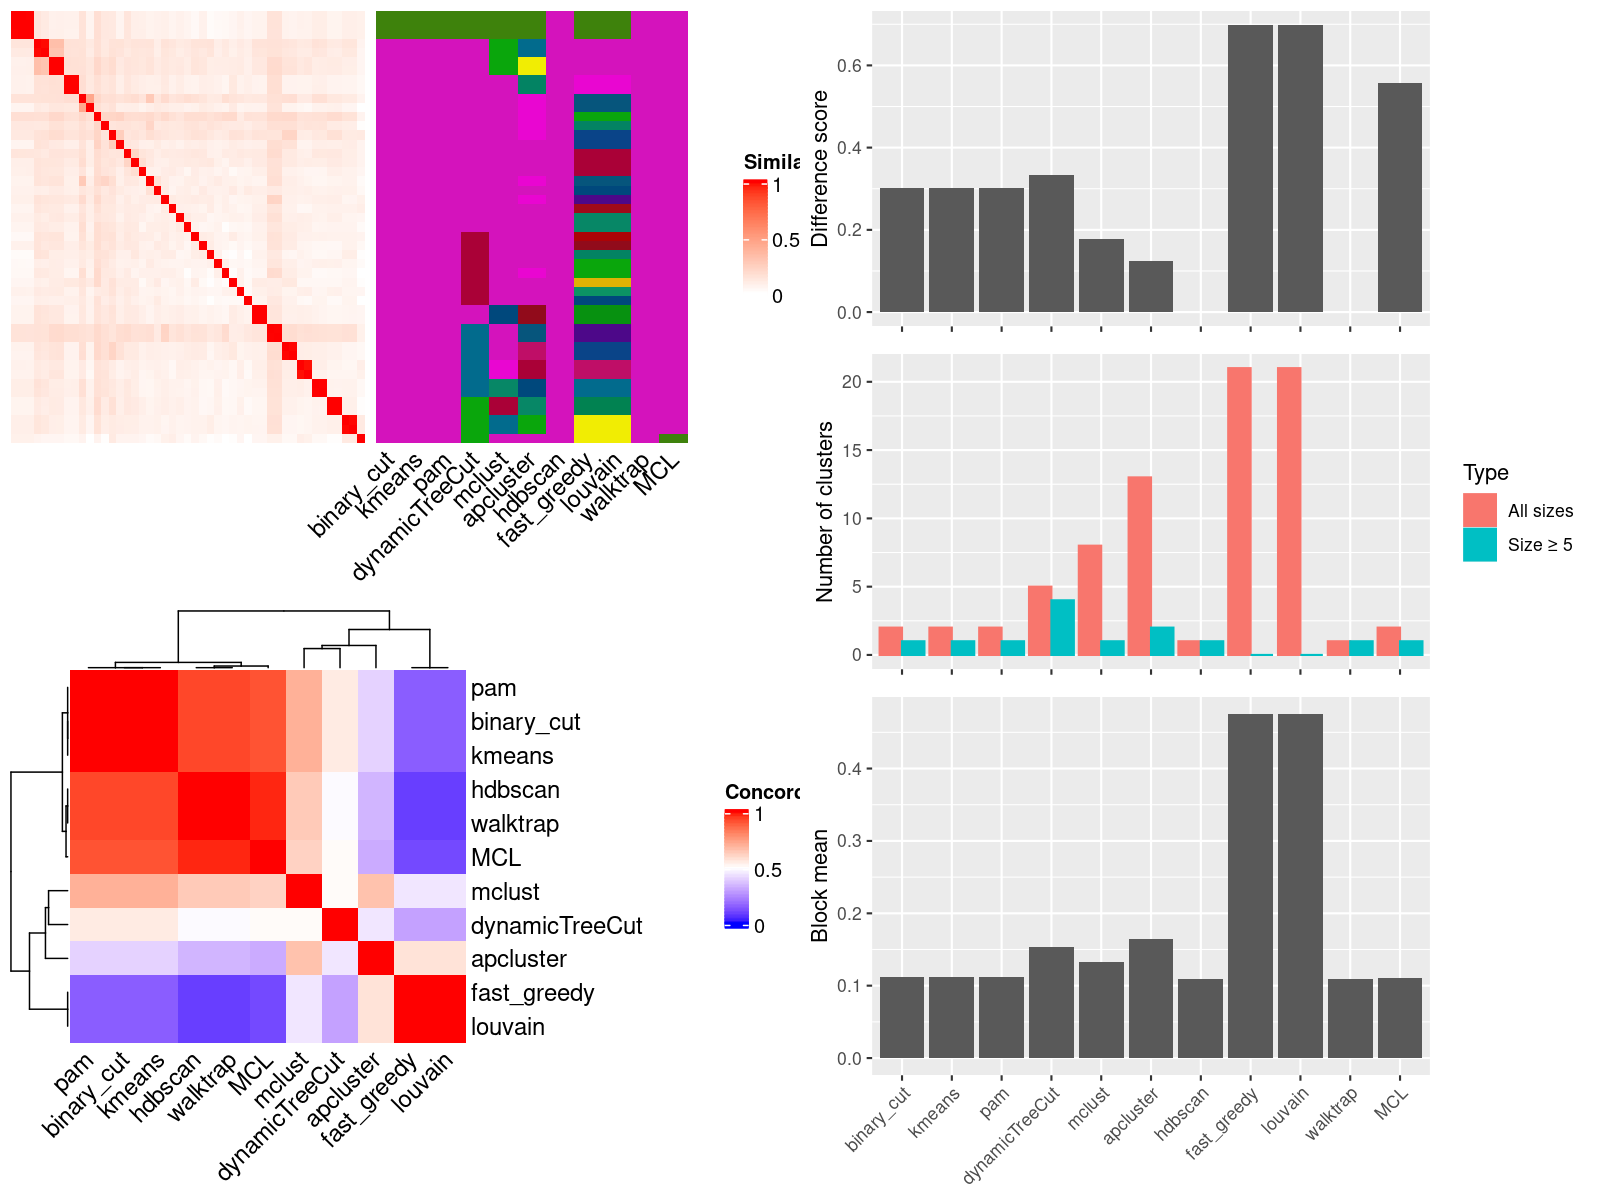 Simila
1
0.5
0
binary_cut
kmeans
pam
dynamicTreeCut
mclust
apcluster
hdbscan
fast_greedy
louvain
walktrap
MCL
pam
binary_cut
kmeans
hdbscan
walktrap
MCL
mclust
dynamicTreeCut
apcluster
fast_greedy
louvain
Concord
1
0.5
0
pam
binary_cut
kmeans
hdbscan
walktrap
MCL
mclust
dynamicTreeCut
apcluster
fast_greedy
louvain
Difference score
0.6
0.4
0.2
0.0
Number of clusters
20
15
10
5
0
Type
All sizes
Size ≥ 5
Block mean
0.4
0.3
0.2
0.1
0.0
binary_cut
kmeans
pam
dynamicTreeCut
mclust
apcluster
hdbscan
fast_greedy
louvain
walktrap
MCL